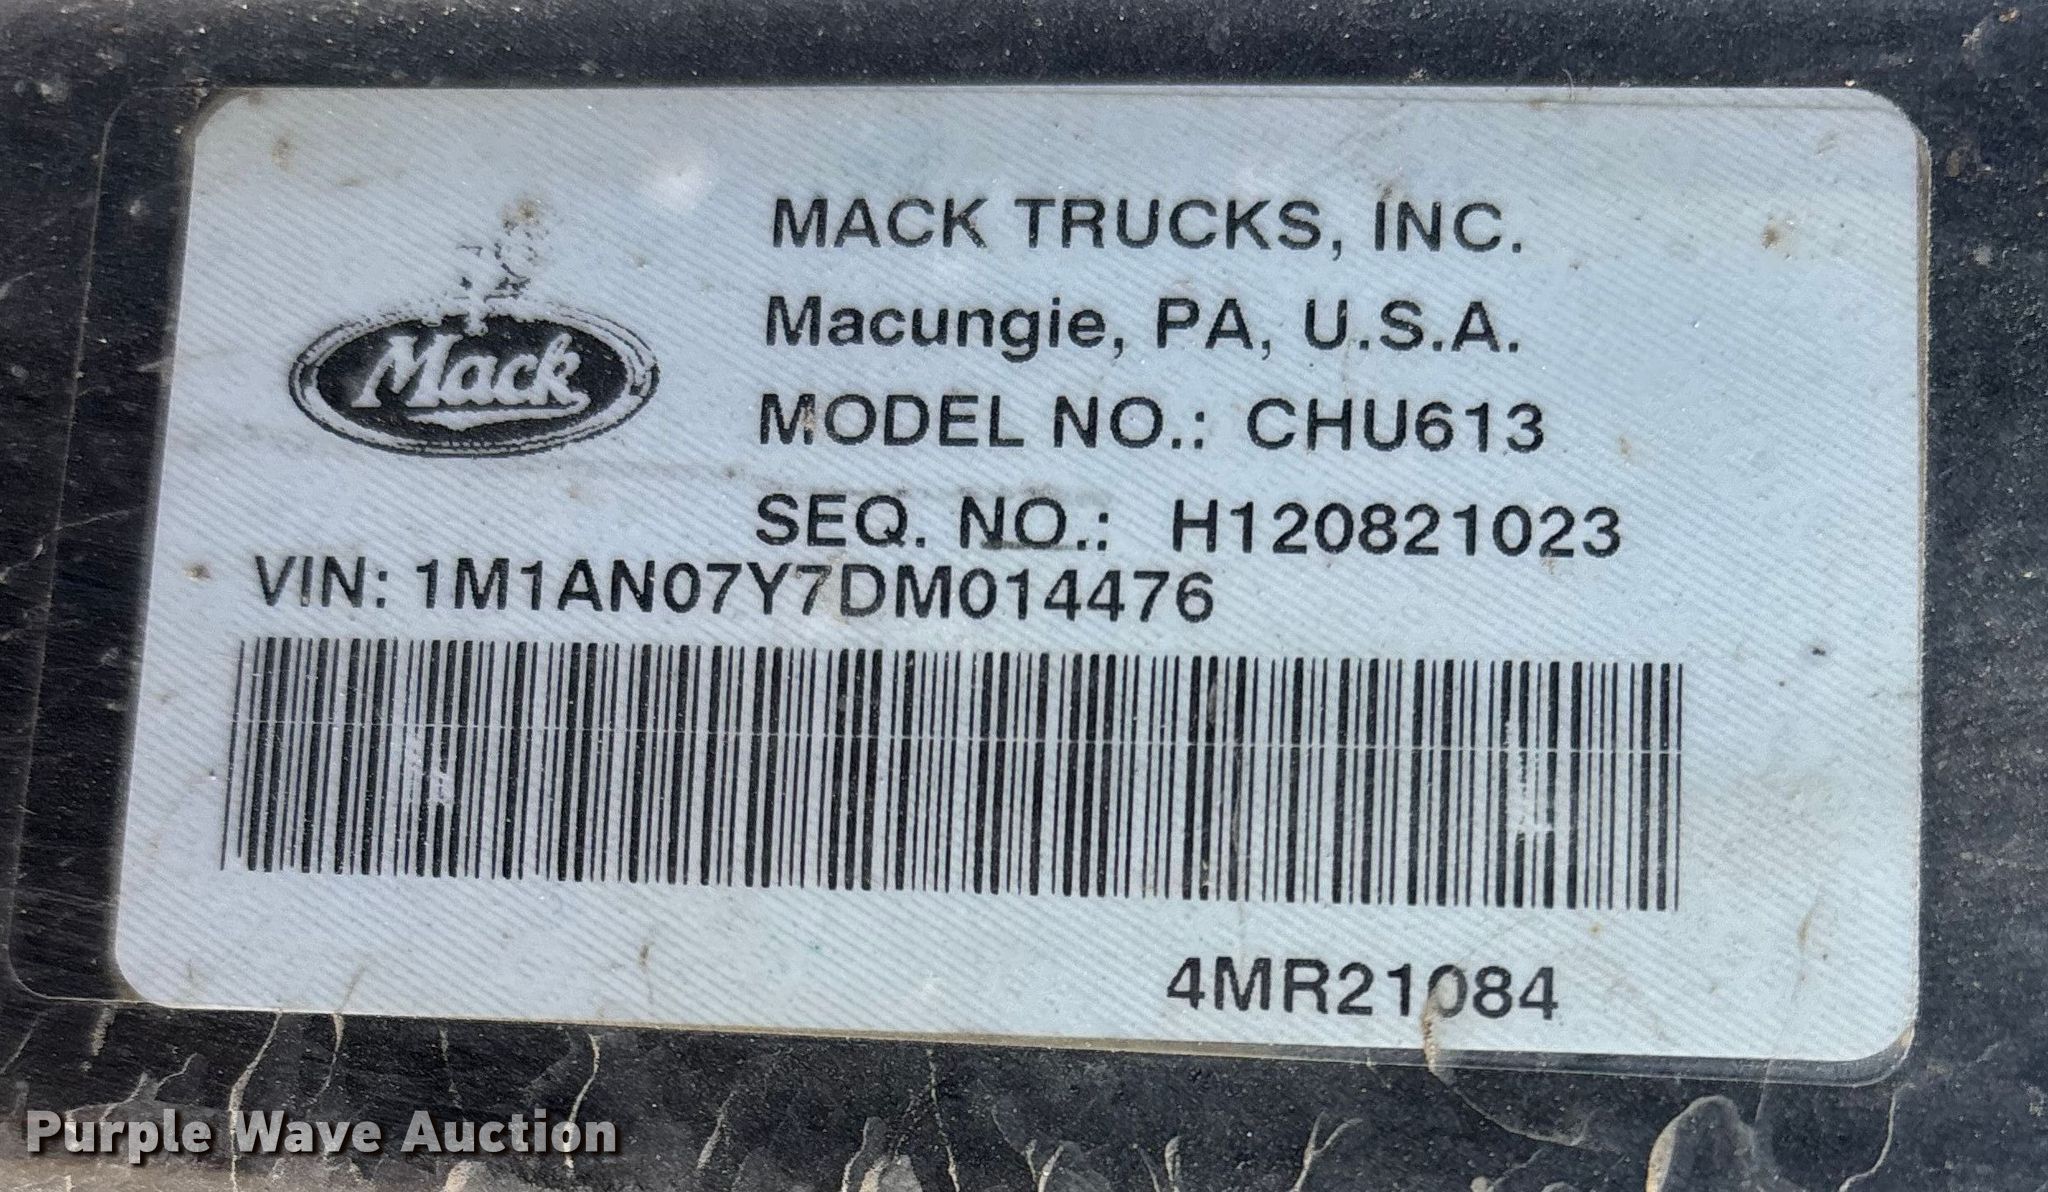 MACK TRUCKS, INC.
Macungie, PA, U.S.A.
Mack
MODEL NO.: CHU613
SEQ. NO.: H120821023
VIN: 1M1AN07Y7DM014476
4MR21084
Purple Wave Auction